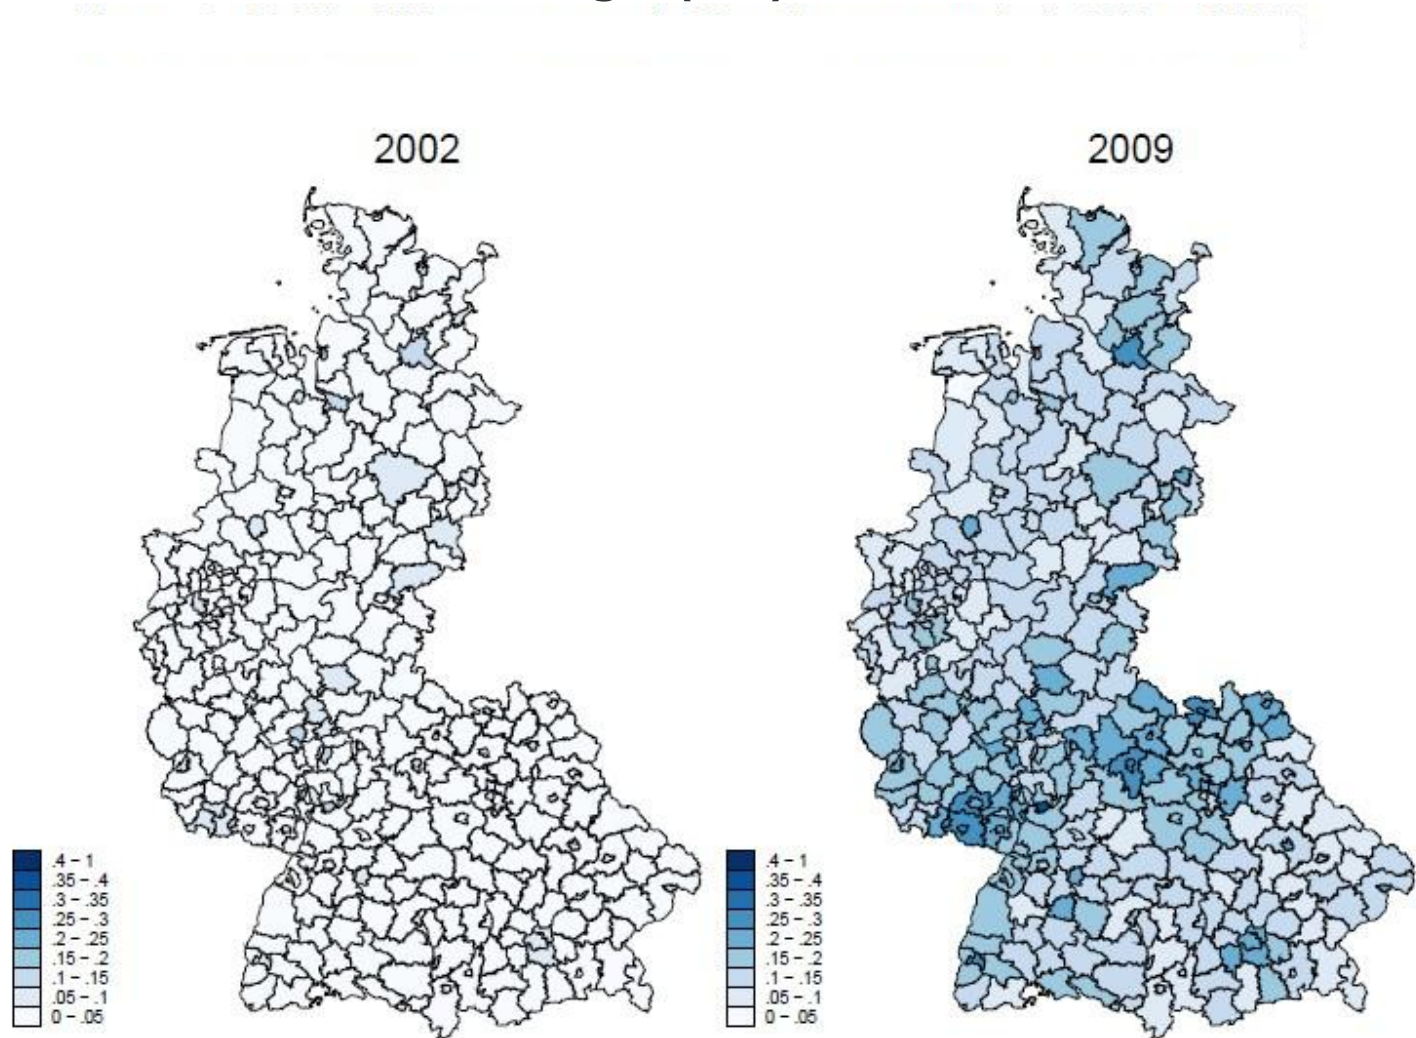 2002
2009
.4 – 1
.35 – .4
.3 – .35
.25 – .3
.2 – .25
.15 – .2
.1 – .15
.05 – .1
0 – .05
.4 – 1
.35 – .4
.3 – .35
.25 – .3
.2 – .25
.15 – .2
.1 – .15
.05 – .1
0 – .05